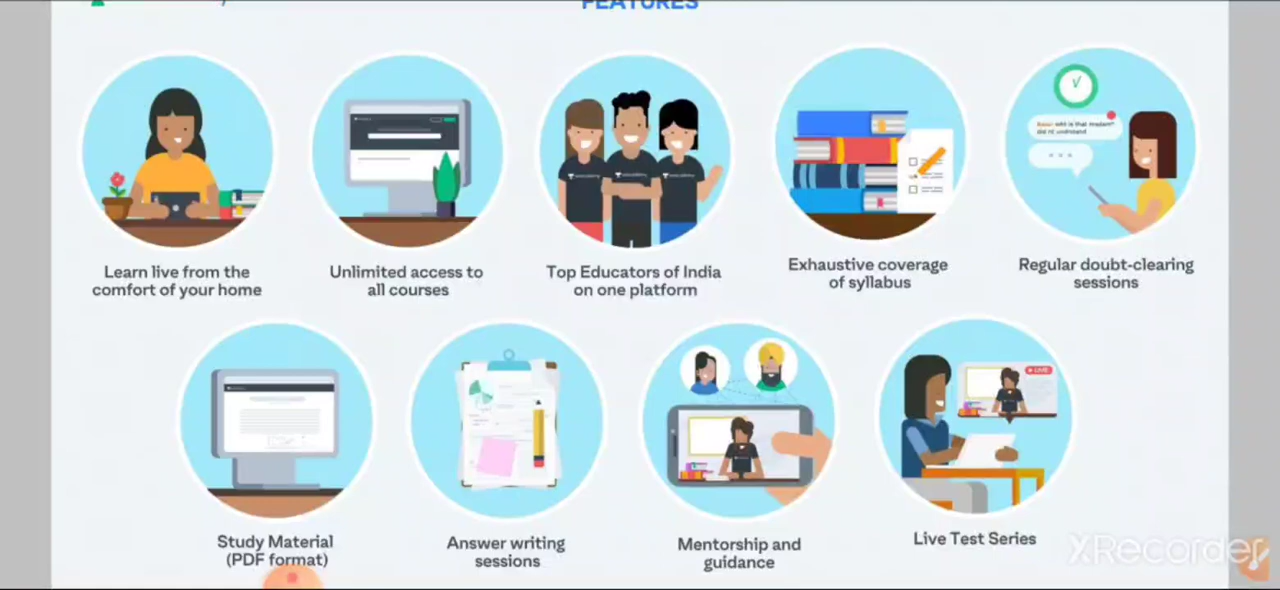 FEATURES
Learn live from the
comfort of your home
Unlimited access to
all courses
Top Educators of India
on one platform
Exhaustive coverage
of syllabus
Regular doubt-clearing
sessions
Study Material
(PDF format)
Answer writing
sessions
Mentorship and
guidance
LIVE
Live Test Series
XRecorder